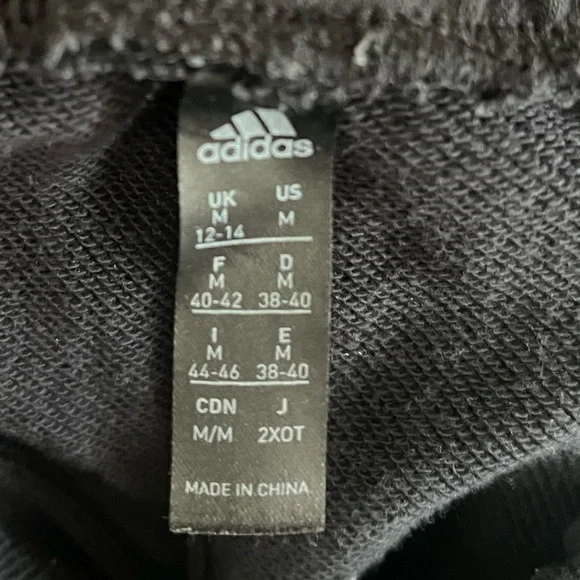 adidas
UK US
M M
12-14
F D
M M
40-42 38-40
I E
M M
44-46 38-40
CDN J
M/M 2XOT
MADE IN CHINA